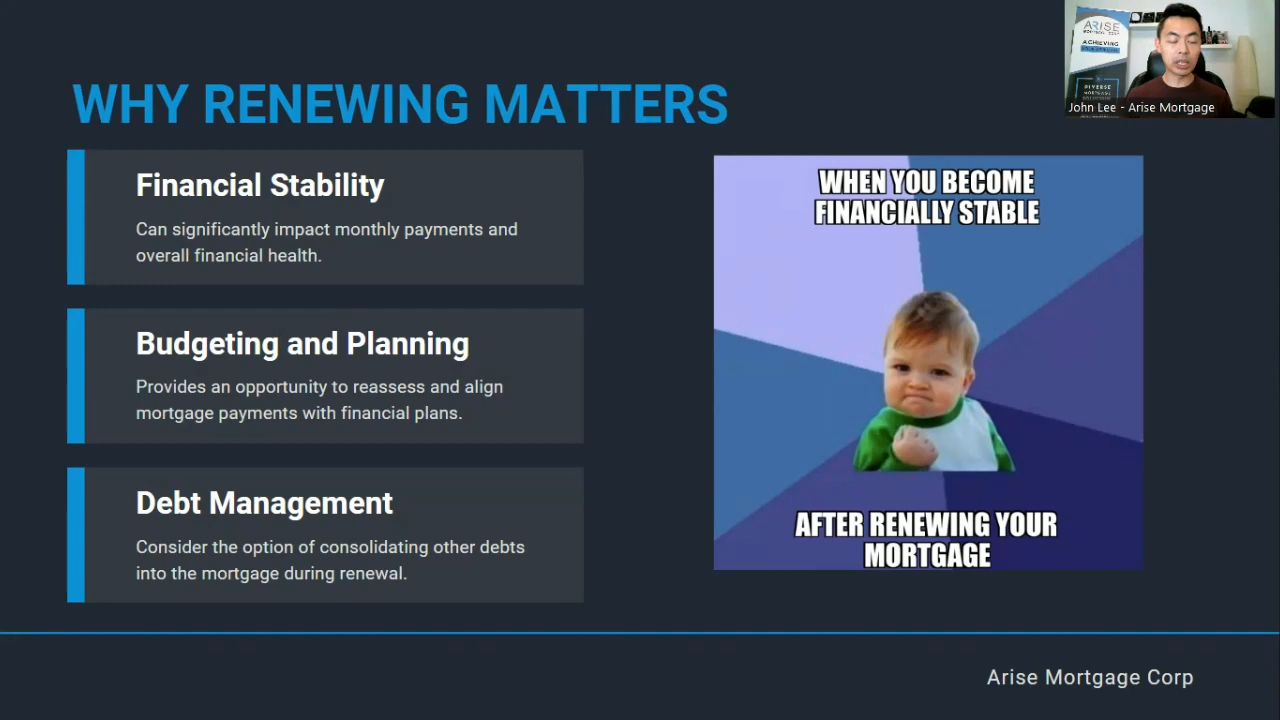 WHY RENEWING MATTERS
Financial Stability
Can significantly impact monthly payments and
overall financial health.
Budgeting and Planning
Provides an opportunity to reassess and align
mortgage payments with financial plans.
Debt Management
Consider the option of consolidating other debts
into the mortgage during renewal.
WHEN YOU BECOME
FINANCIALLY STABLE
AFTER RENEWING YOUR
MORTGAGE
ARISE
ACHIEVING
DIVERSE
MORTGAGE
John Lee - Arise Mortgage
Arise Mortgage Corp